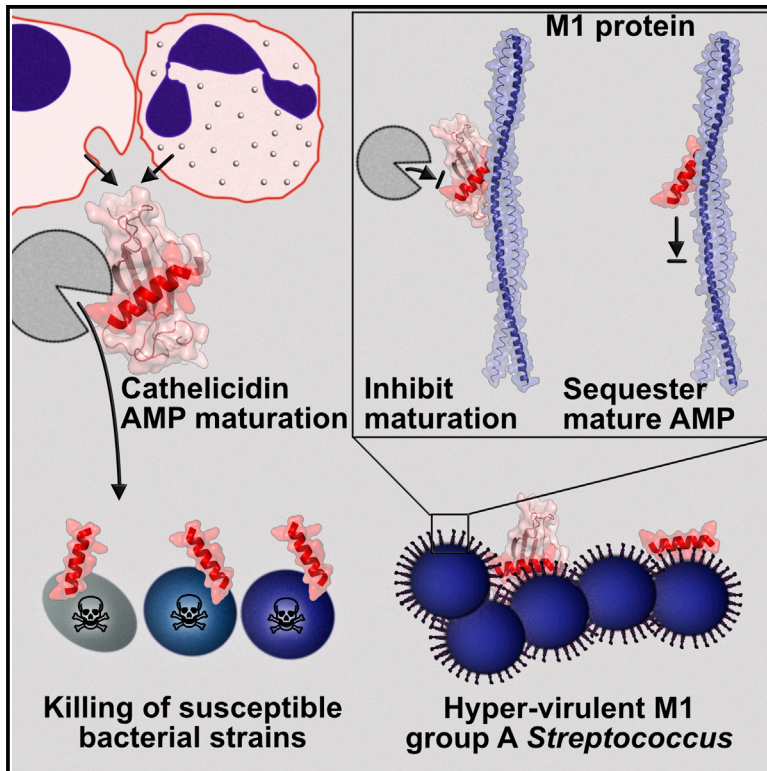 M1 protein
Cathelicidin
AMP maturation
Inhibit
maturation
Sequester
mature AMP
Killing of susceptible
bacterial strains
Hyper-virulent M1
group A Streptococcus